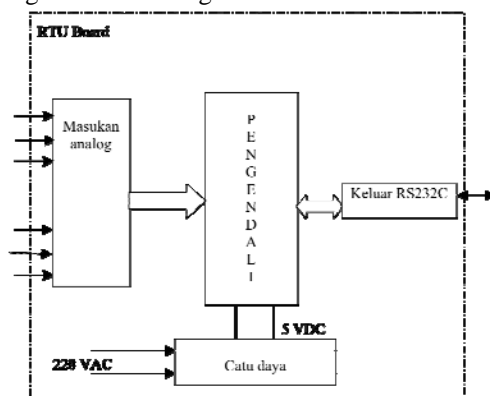 RTU Board
Masukan
analog
P
E
N
G
E
N
D
A
L
I
Keluar RS232C
5 VDC
220 VAC
Catu daya